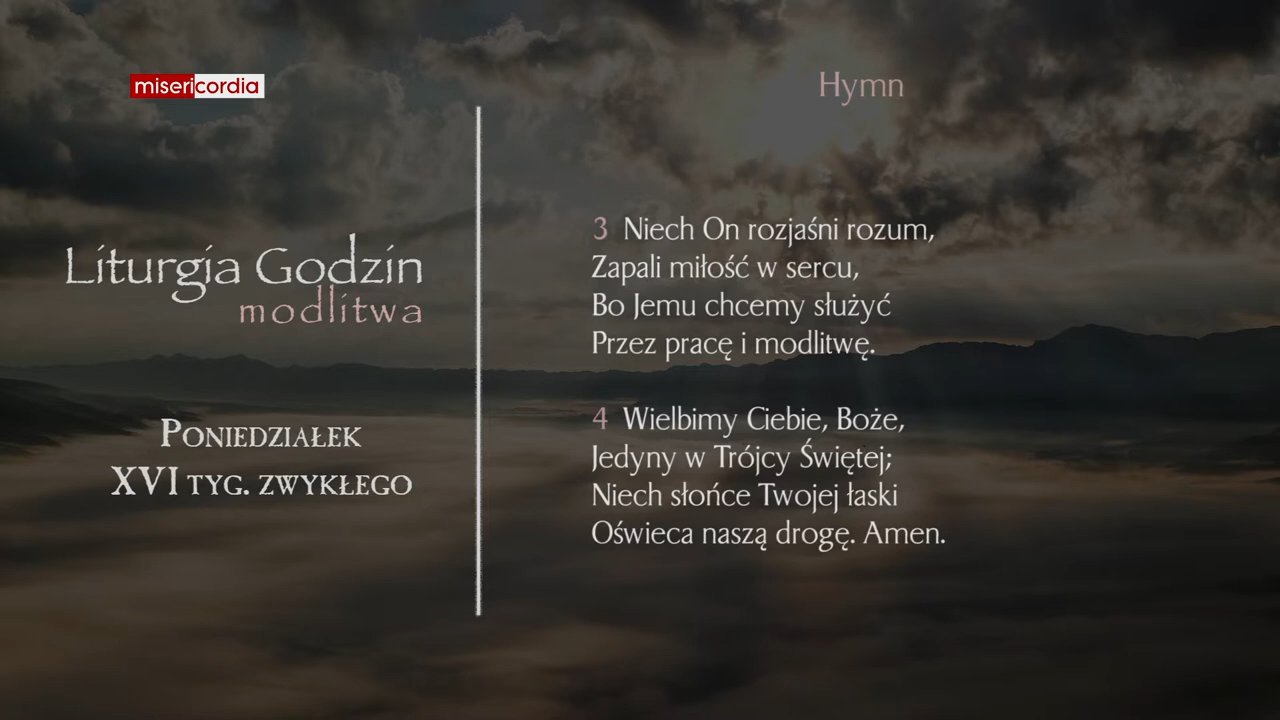 misericordia
Liturgia Godzin
modlitwa
Poniedziałek
XVI tyg. zwykłego
Hymn
3 Niech On rozjaśni rozum,
Zapali miłość w sercu,
Bo Jemu chcemy służyć
Przez pracę i modlitwę.
4 Wielbimy Ciebie, Boże,
Jedyny w Trójcy Świętej;
Niech słońce Twojej łaski
Oświeca naszą drogę. Amen.